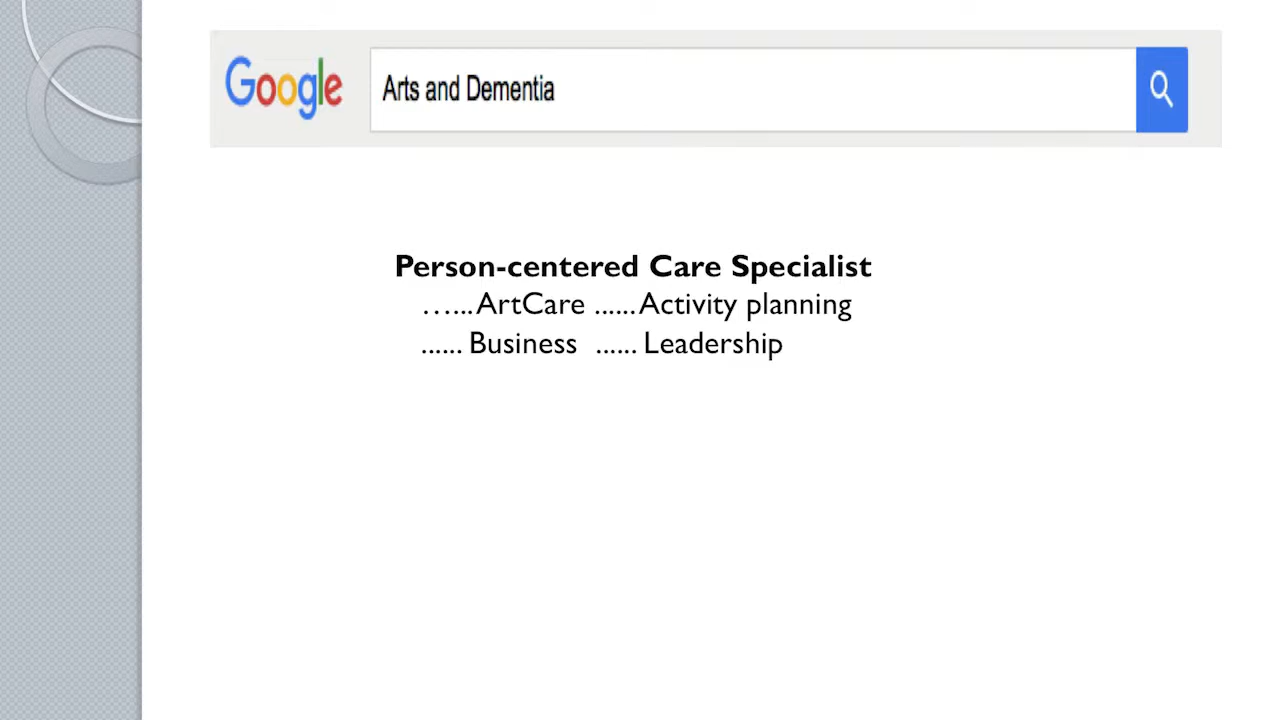 Google Arts and Dementia
Person-centered Care Specialist
…... ArtCare ...... Activity planning
...... Business ...... Leadership